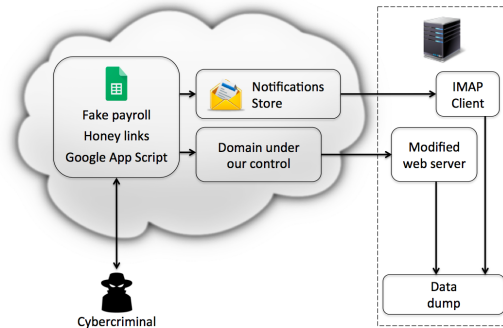 Fake payroll
Honey links
Google App Script
Notifications
Store
Domain under
our control
IMAP
Client
Modified
web server
Data
dump
Cybercriminal